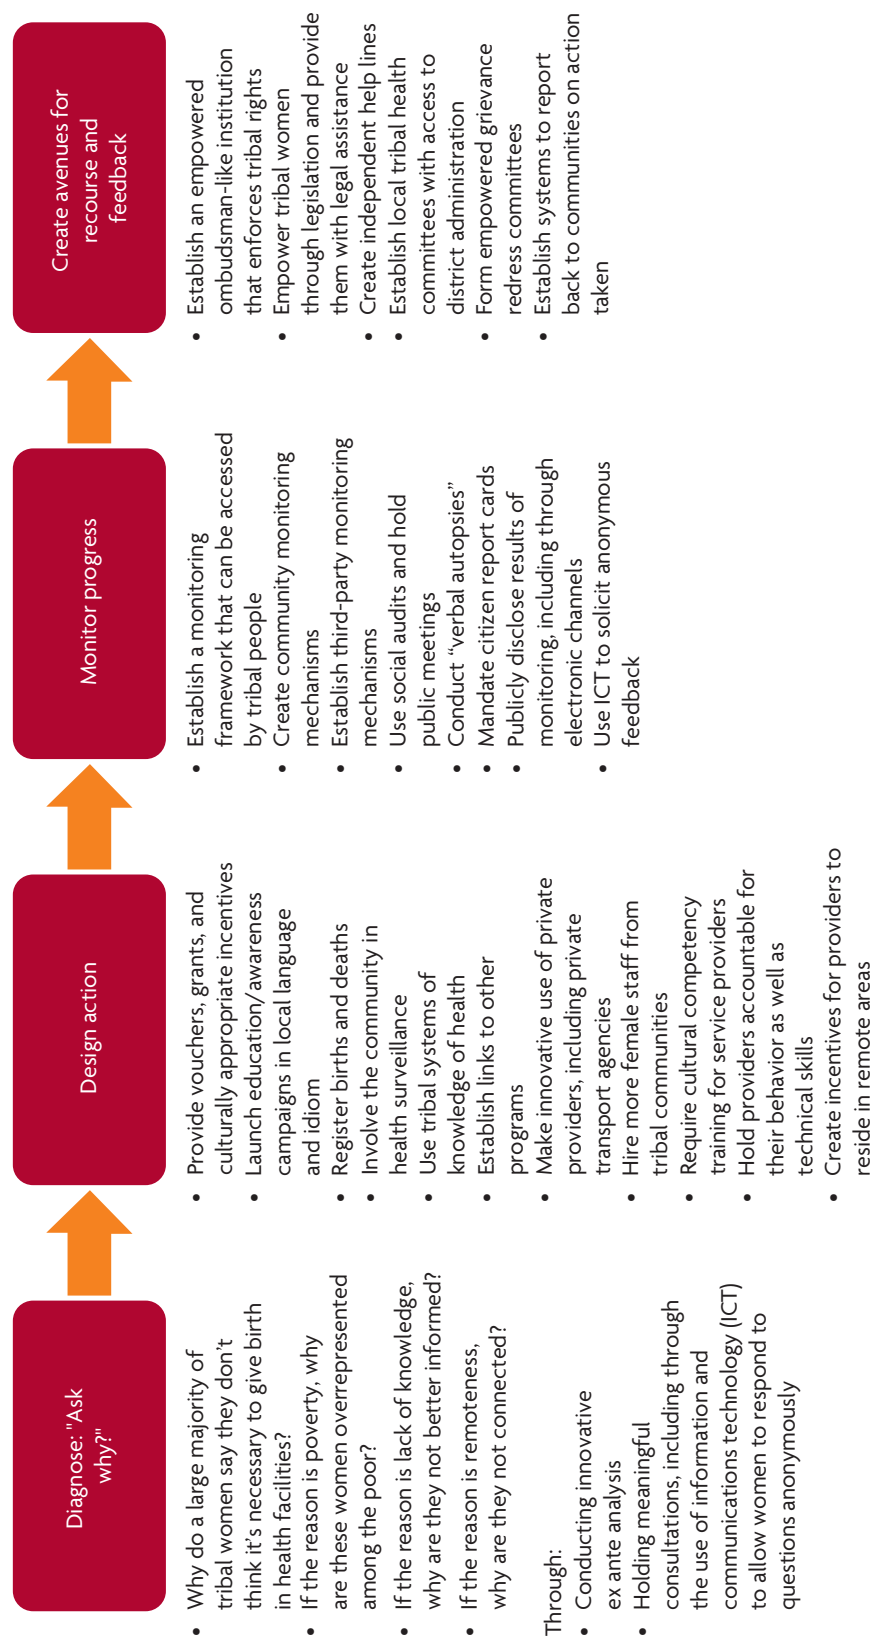 Diagnose: "Ask
why?"
• Why do a large majority of
tribal women say they don’t
think it’s necessary to give birth
in health facilities?
• If the reason is poverty, why
are these women overrepresented
among the poor?
• If the reason is lack of knowledge,
why are they not better informed?
• If the reason is remoteness,
why are they not connected?
Through:
• Conducting innovative
ex ante analysis
• Holding meaningful
consultations, including through
the use of information and
communications technology (ICT)
to allow women to respond to
questions anonymously
Design action
• Provide vouchers, grants, and
culturally appropriate incentives
• Launch education/awareness
campaigns in local language
and idiom
• Register births and deaths
• Involve the community in
health surveillance
• Use tribal systems of
knowledge of health
• Establish links to other
programs
• Make innovative use of private
providers, including private
transport agencies
• Hire more female staff from
tribal communities
• Require cultural competency
training for service providers
• Hold providers accountable for
their behavior as well as
technical skills
• Create incentives for providers to
reside in remote areas
Monitor progress
• Establish a monitoring
framework that can be accessed
by tribal people
• Create community monitoring
mechanisms
• Establish third-party monitoring
mechanisms
• Use social audits and hold
public meetings
• Conduct “verbal autopsies”
• Mandate citizen report cards
• Publicly disclose results of
monitoring, including through
electronic channels
• Use ICT to solicit anonymous
feedback
Create avenues for
recourse and
feedback
• Establish an empowered
ombudsman-like institution
that enforces tribal rights
• Empower tribal women
through legislation and provide
them with legal assistance
• Create independent help lines
• Establish local tribal health
committees with access to
district administration
• Form empowered grievance
redress committees
• Establish systems to report
back to communities on action
taken